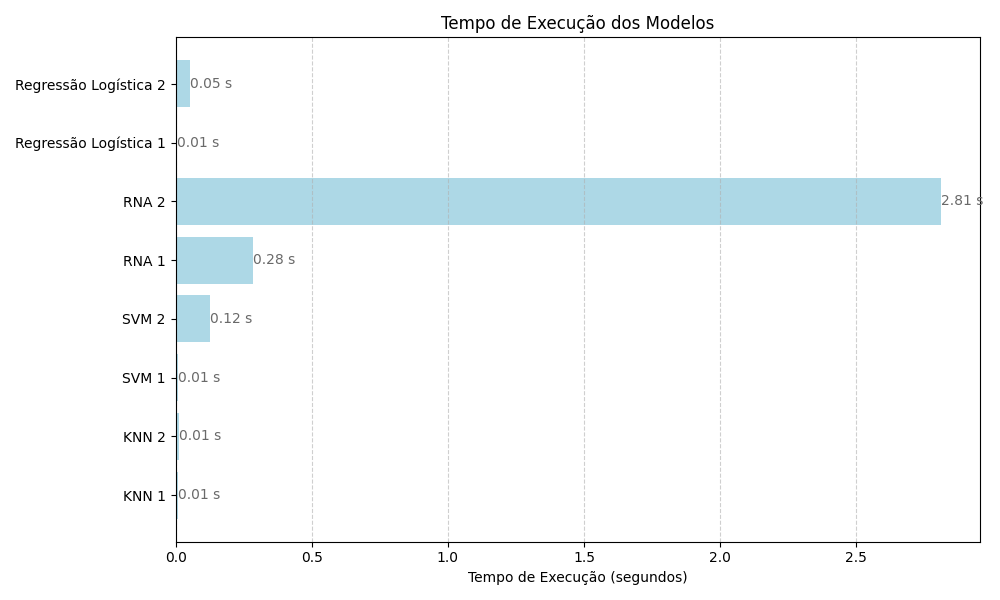 Tempo de Execução dos Modelos
Regressão Logística 2
0.05 s
Regressão Logística 1
0.01 s
RNA 2
2.81 s
RNA 1
0.28 s
SVM 2
0.12 s
SVM 1
0.01 s
KNN 2
0.01 s
KNN 1
0.01 s
0.0 0.5 1.0 1.5 2.0 2.5
Tempo de Execução (segundos)